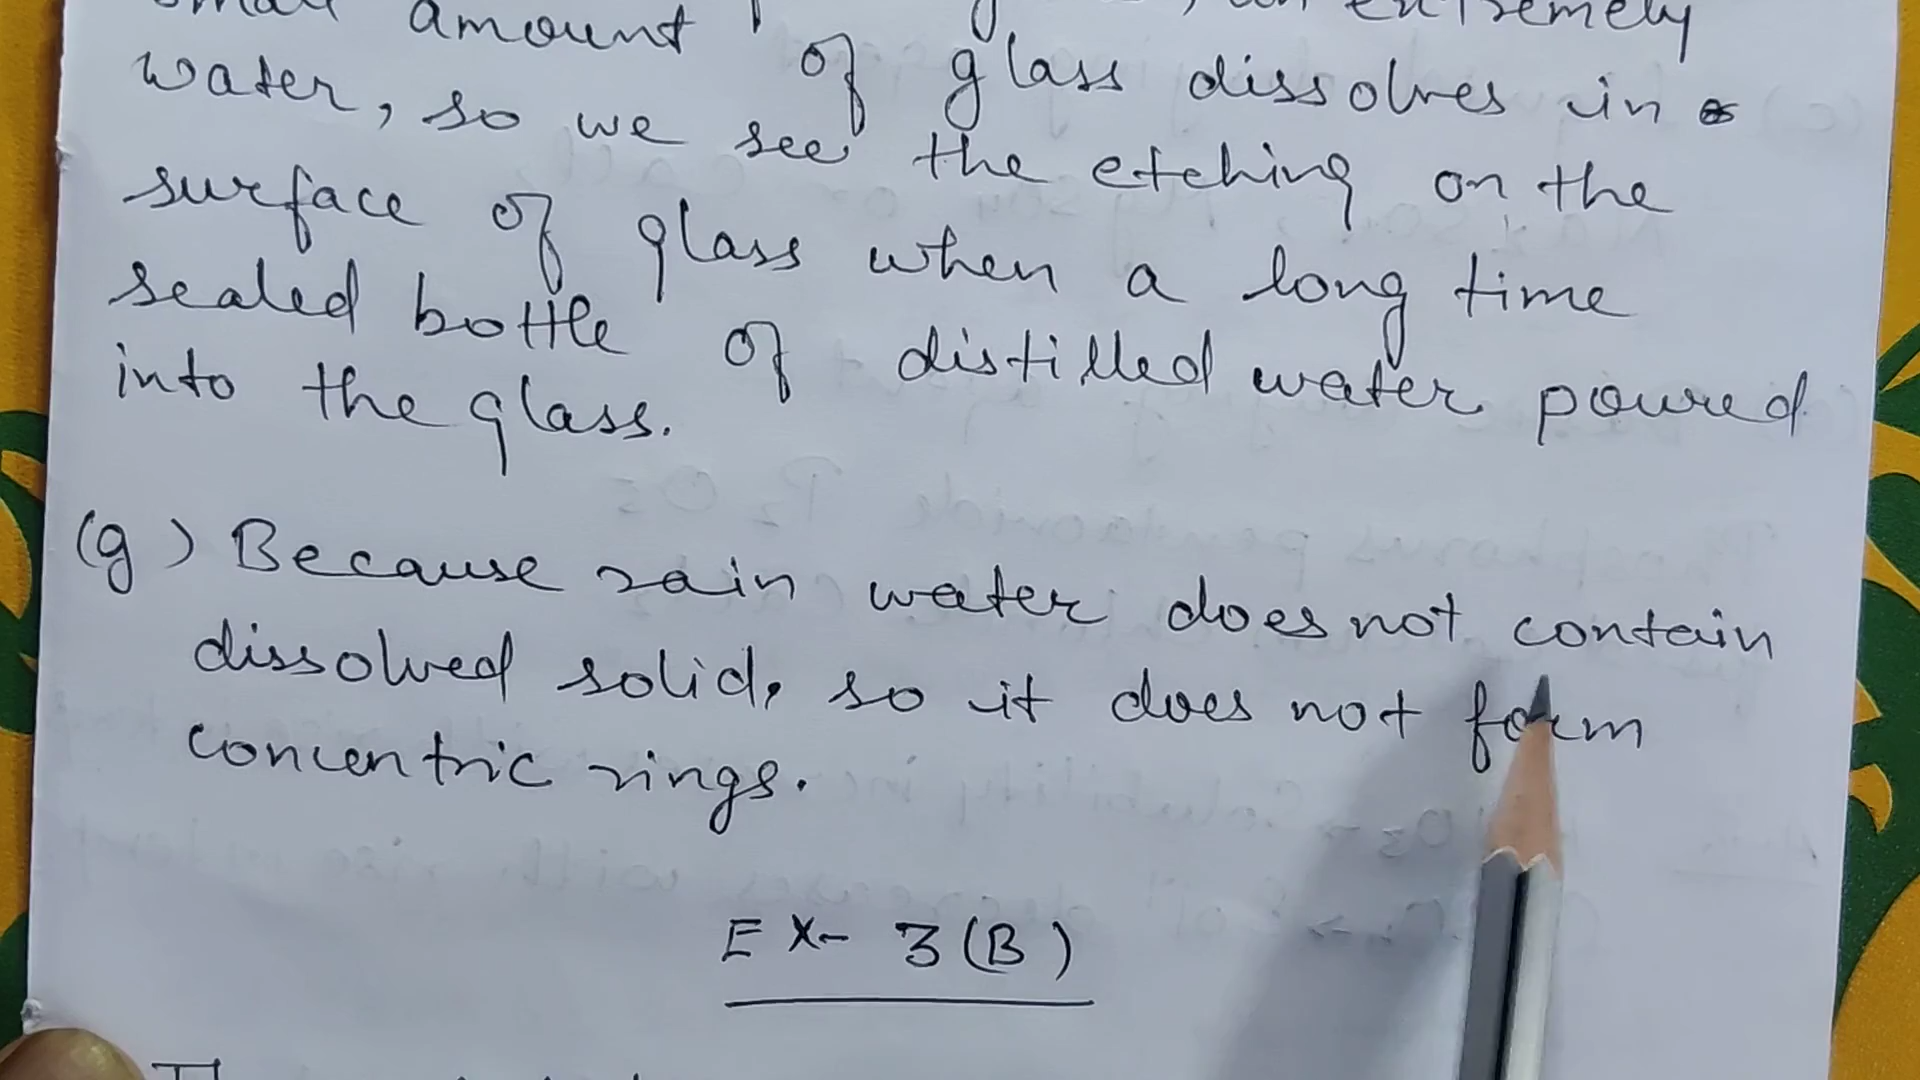 small amount extremely
of glass dissolves in
water, so we see the etching on the
surface of glass when a long time
sealed bottle of distilled water poured
into the glass.
(g) Because rain water does not contain
dissolved solid, so it does not form
concentric rings.
EX- 3(B)